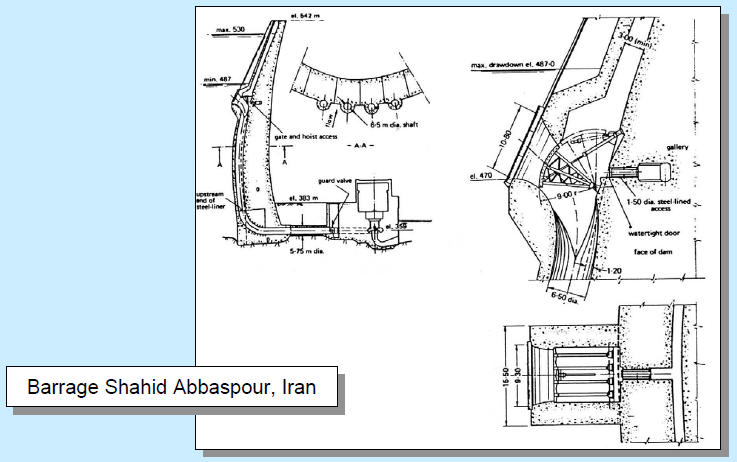 el. 542 m
max. 530
min. 487
gate and hoist access
A
A
upstream
end of
steel-liner
el. 383 m
guard valve
el. 359
5·75 m dia.
flow
6·5 m dia. shaft
– A-A –
3·00 (min)
max. drawdown el. 487·0
10·80
el. 470
9·00 r
gallery
1·50 dia. steel-lined
access
watertight door
face of dam
1·20
6·50 dia.
15·50
9·30
Barrage Shahid Abbaspour, Iran